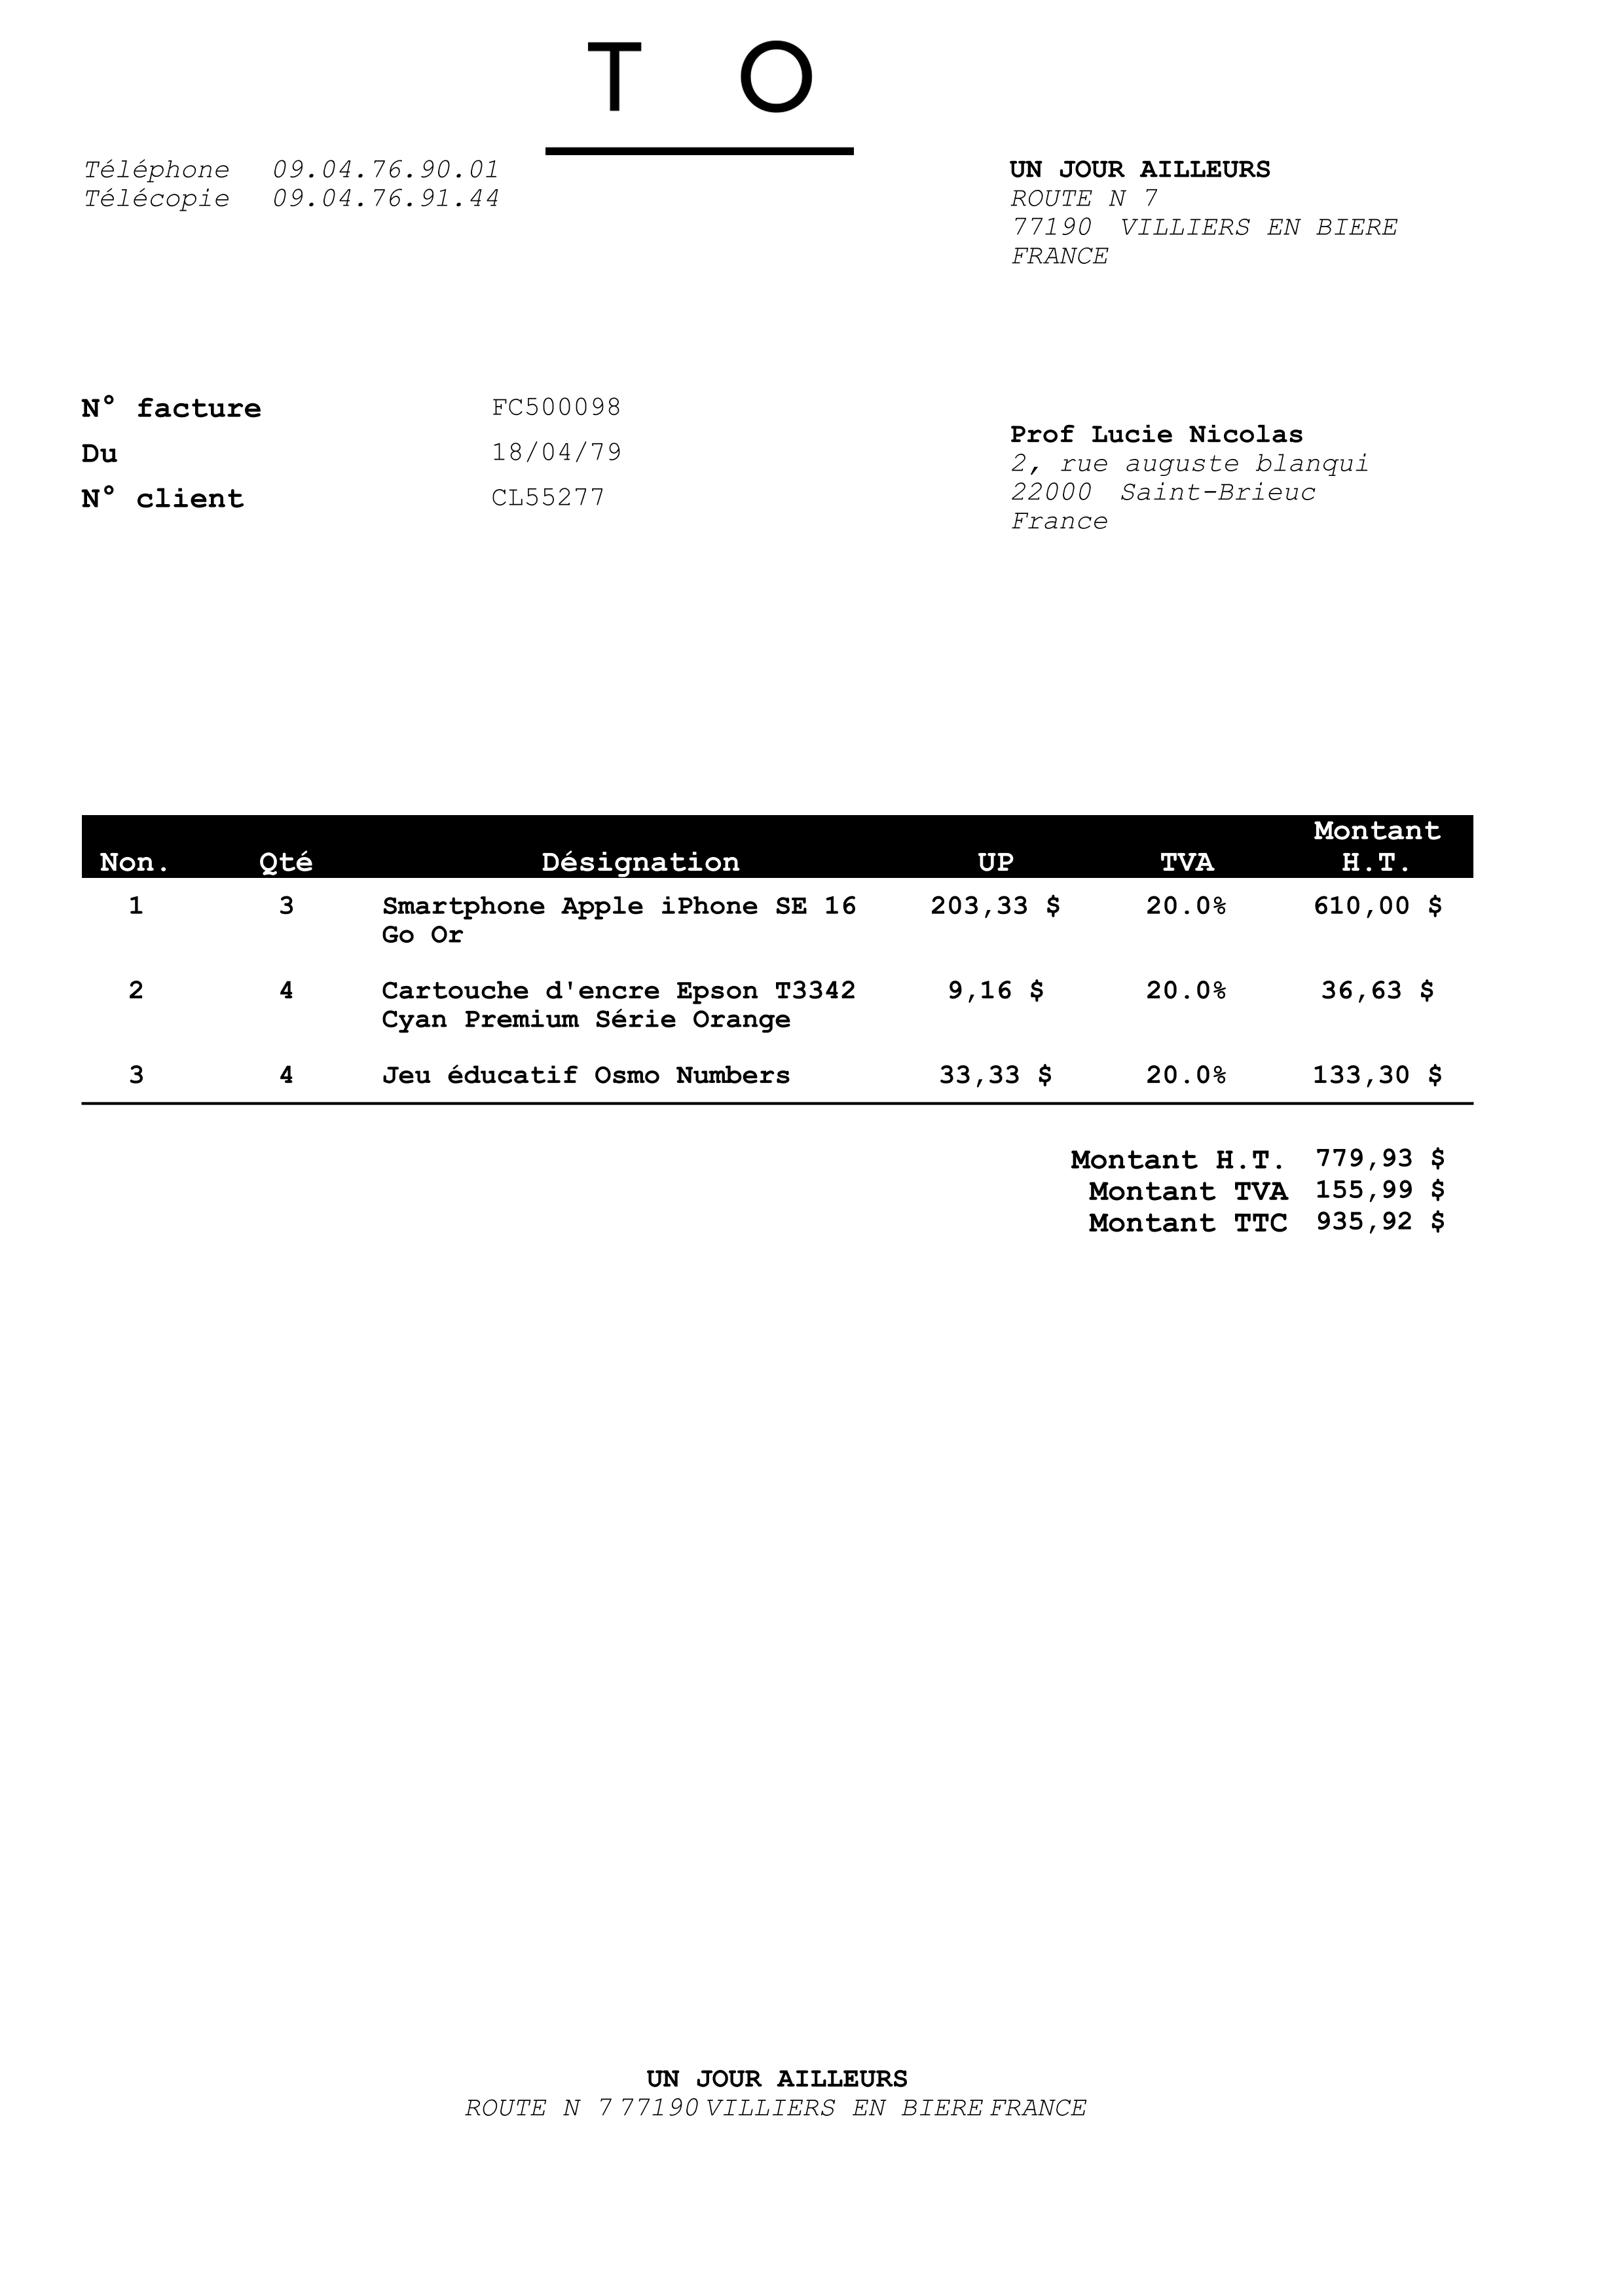 T O
Téléphone 09.04.76.90.01
Télécopie 09.04.76.91.44
UN JOUR AILLEURS
ROUTE N 7
77190 VILLIERS EN BIERE
FRANCE
N° facture FC500098
Du 18/04/79
N° client CL55277
Prof Lucie Nicolas
2, rue auguste blanqui
22000 Saint-Brieuc
France
Non. Qté Désignation UP TVA Montant H.T.
1 3 Smartphone Apple iPhone SE 16 203,33 $ 20.0% 610,00 $
Go Or
2 4 Cartouche d'encre Epson T3342 9,16 $ 20.0% 36,63 $
Cyan Premium Série Orange
3 4 Jeu éducatif Osmo Numbers 33,33 $ 20.0% 133,30 $
Montant H.T. 779,93 $
Montant TVA 155,99 $
Montant TTC 935,92 $
UN JOUR AILLEURS
ROUTE N 7 77190 VILLIERS EN BIERE FRANCE